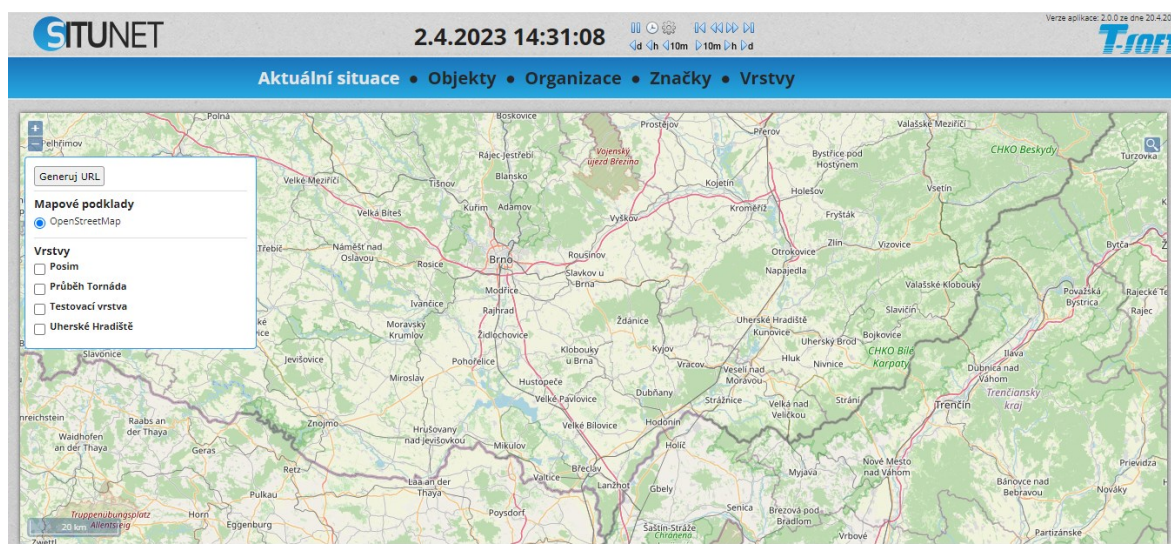 SITUNET
2.4.2023 14:31:08
◁d ◁h ◁10m ▷10m ▷h ▷d
Verze aplikace: 2.0.0 ze dne 20.4.20
T-SOFT
Aktuální situace ● Objekty ● Organizace ● Značky ● Vrstvy
+
−
Generuj URL
Mapové podklady
OpenStreetMap
Vrstvy
Posim
Průběh Tornáda
Testovací vrstva
Uherské Hradiště
Polná
Boskovice
Prostějov
Přerov
Valašské Meziříčí
CHKO Beskydy
Turzovka
elhřimov
Rájec-Jestřebí
Vojenský
újezd Březina
Bystřice pod
Hostýnem
Velké Meziříčí
Tišnov
Blansko
Kojetín
Holešov
Vsetín
Velká Bíteš
Kuřim
Adamov
Vyškov
Kroměříž
Fryšták
Třebíč
Náměšť nad
Oslavou
Rosice
Brno
Rousínov
Otrokovice
Zlín
Vizovice
Bytča
Slavkov u
Brna
Napajedla
Modřice
Valašské Klobouky
Považská
Bystrica
Rajecké Te
Rajec
Ivančice
Rajhrad
Slavičín
Moravský
Krumlov
Židlochovice
Ždánice
Uherské Hradiště
Kunovice
Uherský Brod
Bojkovice
Slavonice
Jevišovice
Pohořelice
Klobouky
u Brna
Kyjov
Vracov
Veselí nad
Moravou
Hluk
Nivnice
CHKO Bílé
Karpaty
Ilava
Dubnica nad
Váhom
Miroslav
Hustopeče
Velké Pavlovice
Dubňany
Strážnice
Velká nad
Veličkou
Strání
Trenčín
Trenčiansky
kraj
Raabs an
der Thaya
Waidhofen
an der Thaya
Geras
Znojmo
Hrušovany
nad Jevišovkou
Mikulov
Velké Bílovice
Hodonín
Holíč
Retz
Laa an der
Thaya
Valtice
Břeclav
Lanžhot
Gbely
Myjava
Nové Mesto
nad Váhom
Bánovce nad
Bebravou
Prievidza
Nováky
Pulkau
Truppenübungsplatz
Allentsteig
Horn
Eggenburg
Poysdorf
Senica
Brezová pod
Bradlom
Šaštín-Stráže
Chránená
Vrbové
Partizánske
20 km
Zwettl